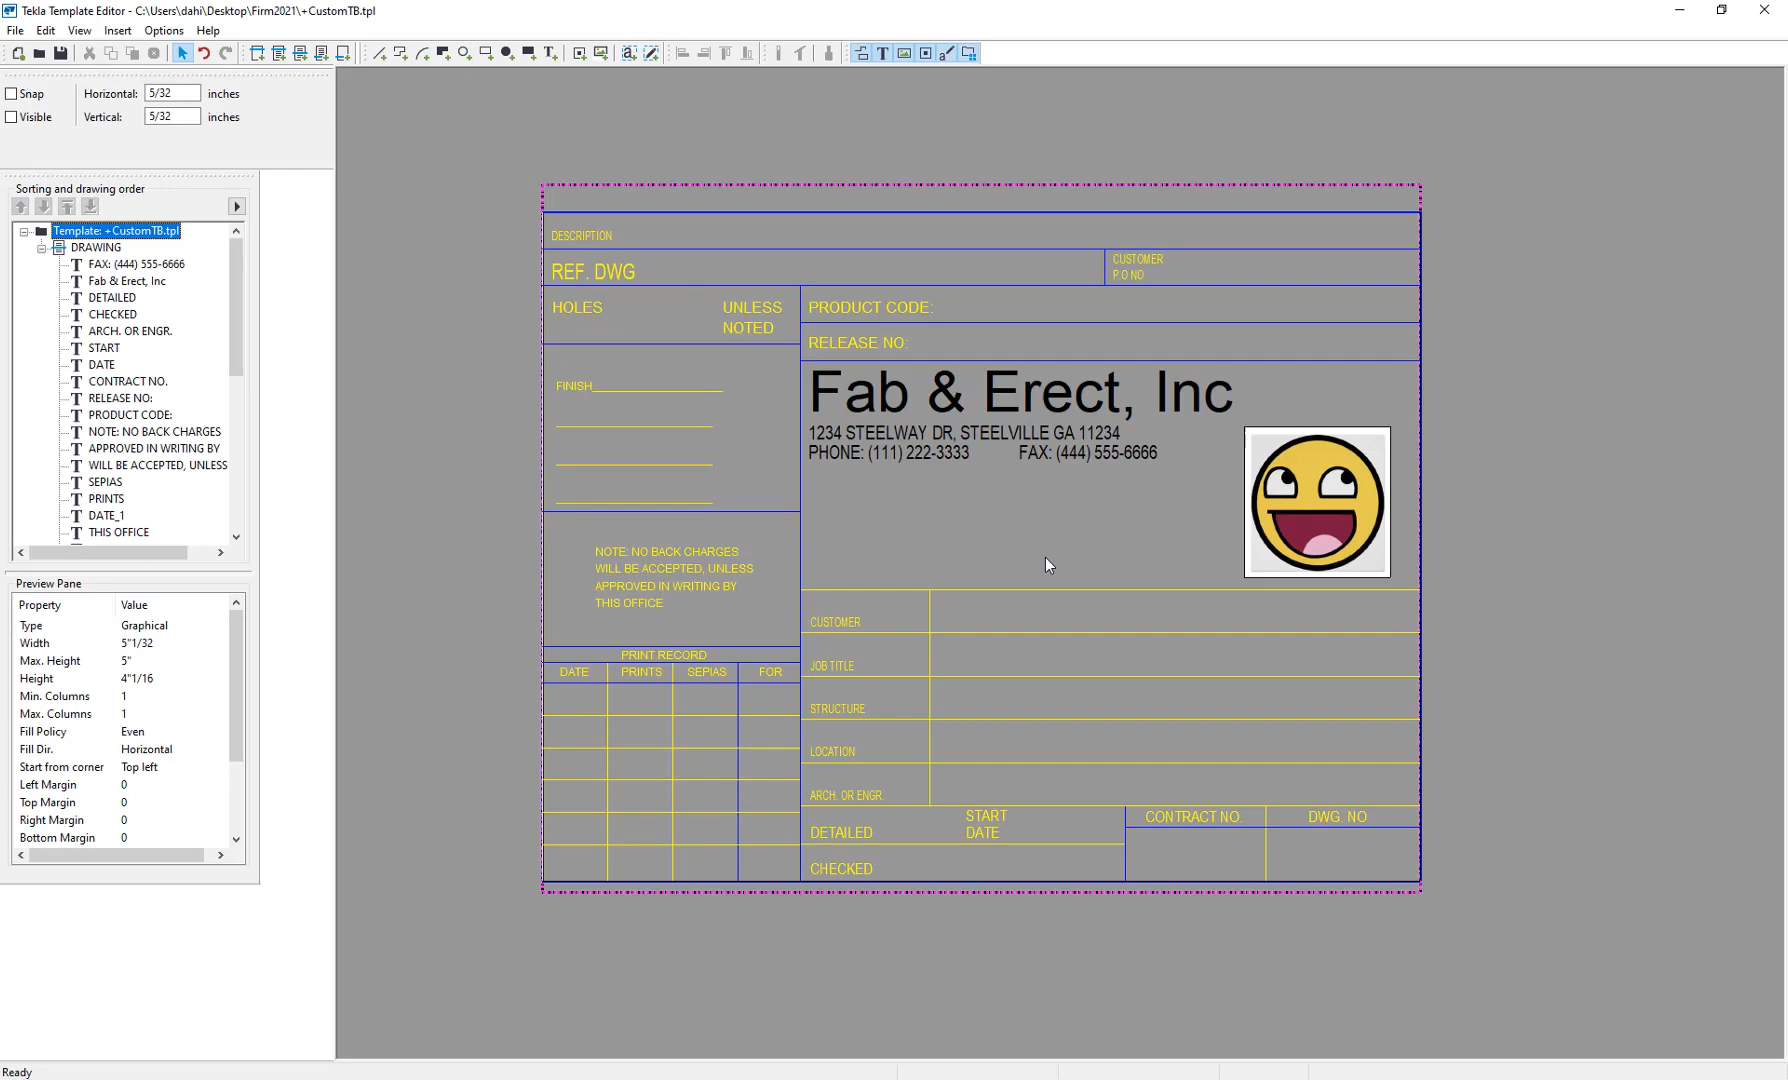 Tekla Template Editor - C:\Users\dahi\Desktop\Firm2021\+CustomTB.tpl
File Edit View Insert Options Help
Snap Horizontal: 5/32 inches
Visible Vertical: 5/32 inches
Sorting and drawing order
Template: +CustomTB.tpl
DRAWING
FAX: (444) 555-6666
Fab & Erect, Inc
DETAILED
CHECKED
ARCH. OR ENGR.
START
DATE
CONTRACT NO.
RELEASE NO:
PRODUCT CODE:
NOTE: NO BACK CHARGES
APPROVED IN WRITING BY
WILL BE ACCEPTED, UNLESS
SEPIAS
PRINTS
DATE_1
THIS OFFICE
Preview Pane
Property Value
Type Graphical
Width 5"1/32
Max. Height 5"
Height 4"1/16
Min. Columns 1
Max. Columns 1
Fill Policy Even
Fill Dir. Horizontal
Start from corner Top left
Left Margin 0
Top Margin 0
Right Margin 0
Bottom Margin 0
DESCRIPTION
REF. DWG
CUSTOMER
P.O NO
HOLES UNLESS
NOTED
PRODUCT CODE:
RELEASE NO:
FINISH
Fab & Erect, Inc
1234 STEELWAY DR, STEELVILLE GA 11234
PHONE: (111) 222-3333 FAX: (444) 555-6666
NOTE: NO BACK CHARGES
WILL BE ACCEPTED, UNLESS
APPROVED IN WRITING BY
THIS OFFICE
PRINT RECORD
DATE PRINTS SEPIAS FOR
CUSTOMER
JOB TITLE
STRUCTURE
LOCATION
ARCH. OR ENGR.
DETAILED START
DATE
CHECKED
CONTRACT NO. DWG. NO
Ready